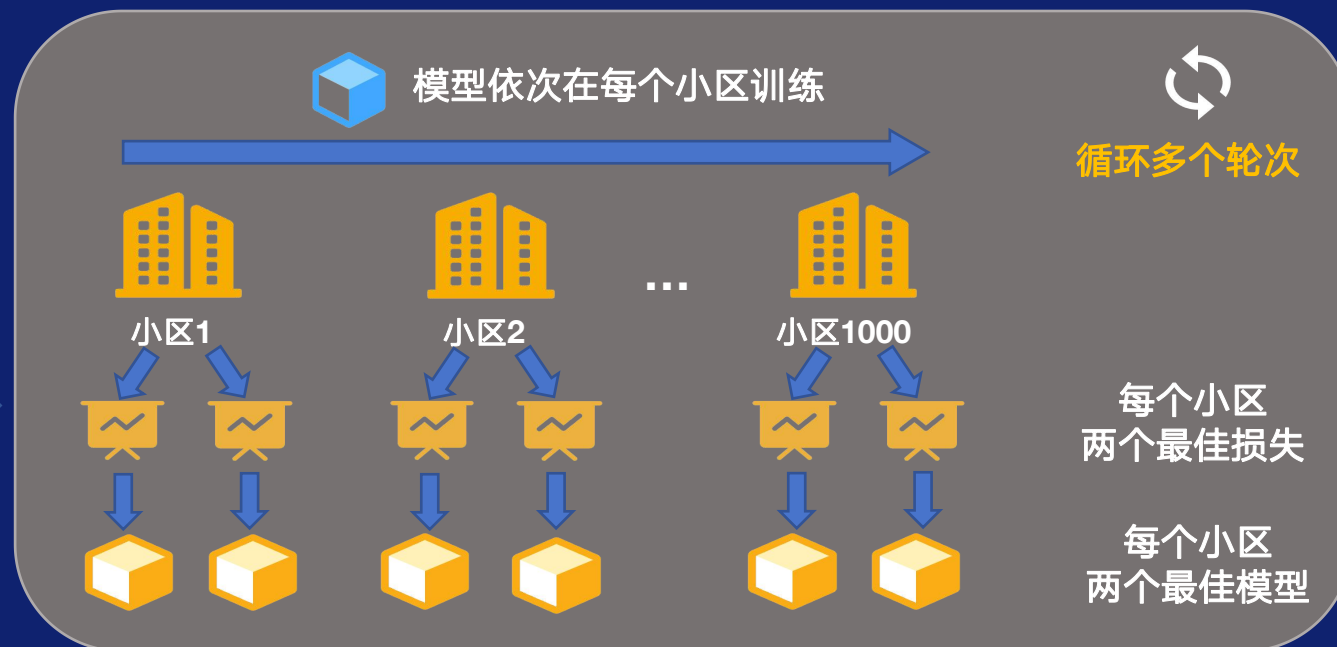 模型依次在每个小区训练
循环多个轮次
...
小区1
小区2
小区1000
每个小区
两个最佳损失
每个小区
两个最佳模型